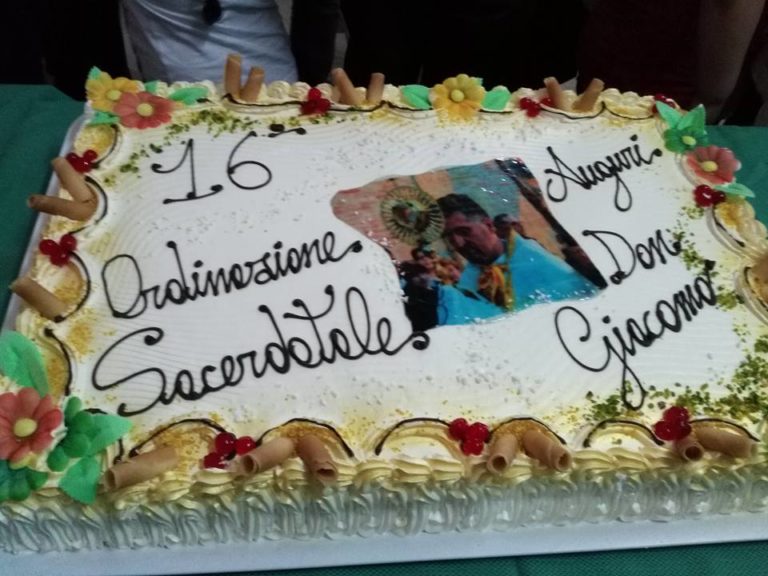 16°
Ordinazione
Sacerdotale
Auguri
Don
Giacomo